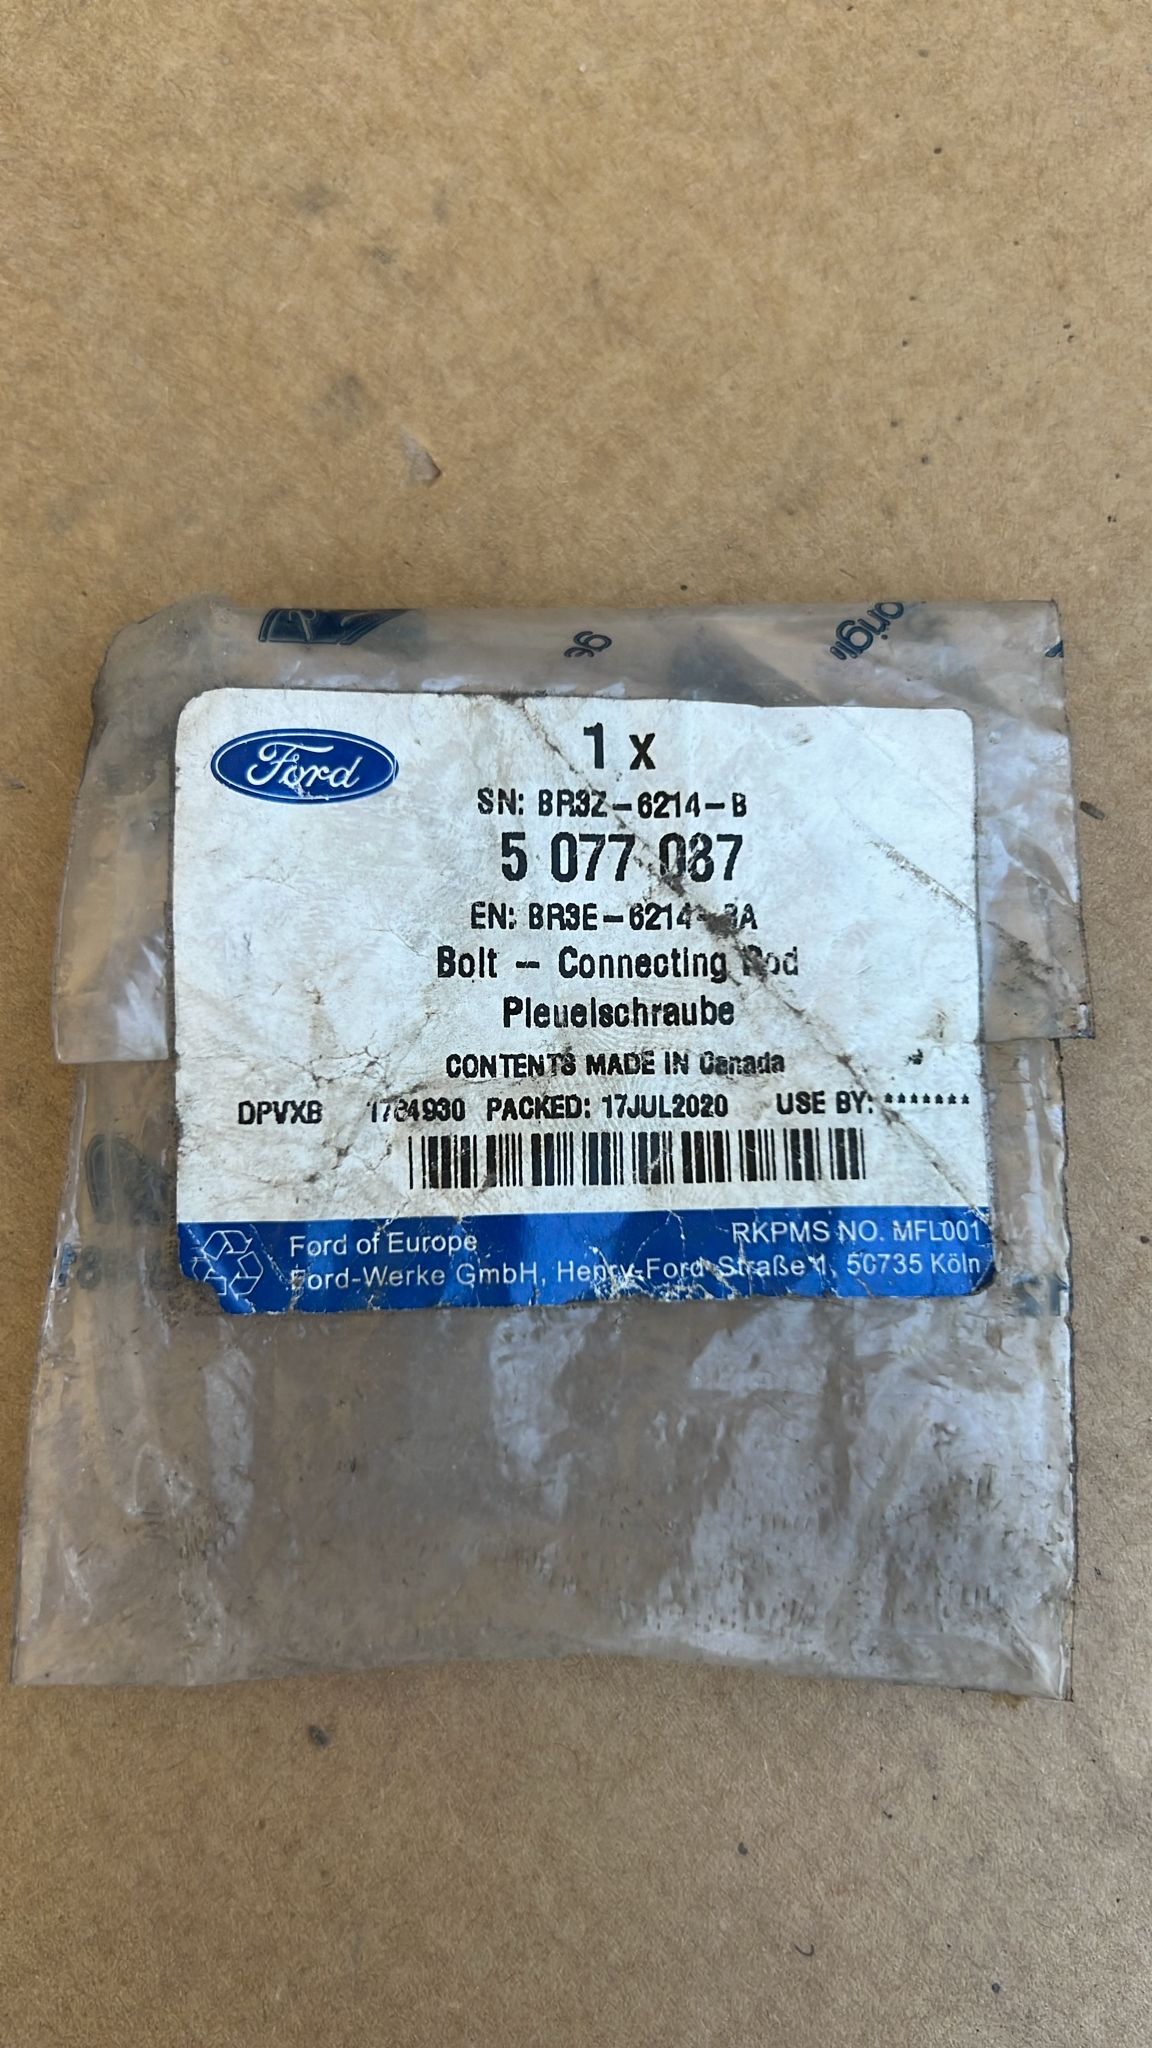 Ford
1 x
SN: BR3Z-6214-B
5 077 087
EN: BR3E-6214-
Bolt - Connecting Rod
Pleuelschraube
CONTENTS MADE IN Canada
DPVXB PACKED: 17JUL2020 USE BY: *******
Ford of Europe
RKPMS NO. MFL001
Ford-Werke GmbH, Henry-Ford-Straße 1, 50735 Köln